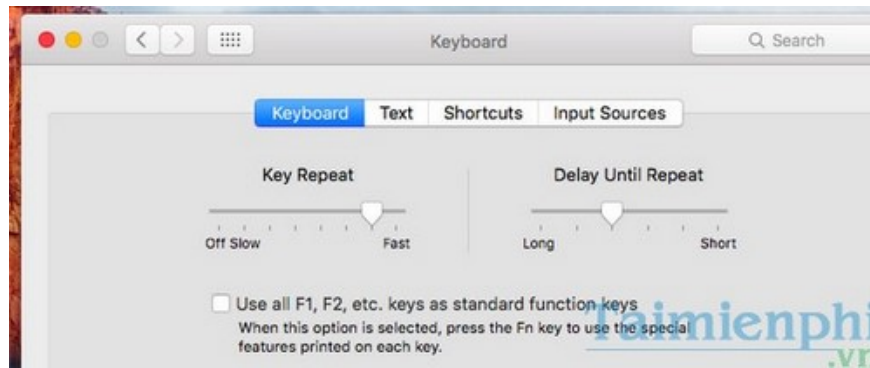 Keyboard
Search
Keyboard Text Shortcuts Input Sources
Key Repeat Delay Until Repeat
Off Slow Fast Long Short
Use all F1, F2, etc. keys as standard function keys
When this option is selected, press the Fn key to use the special
features printed on each key.
Taimienphi
.vn